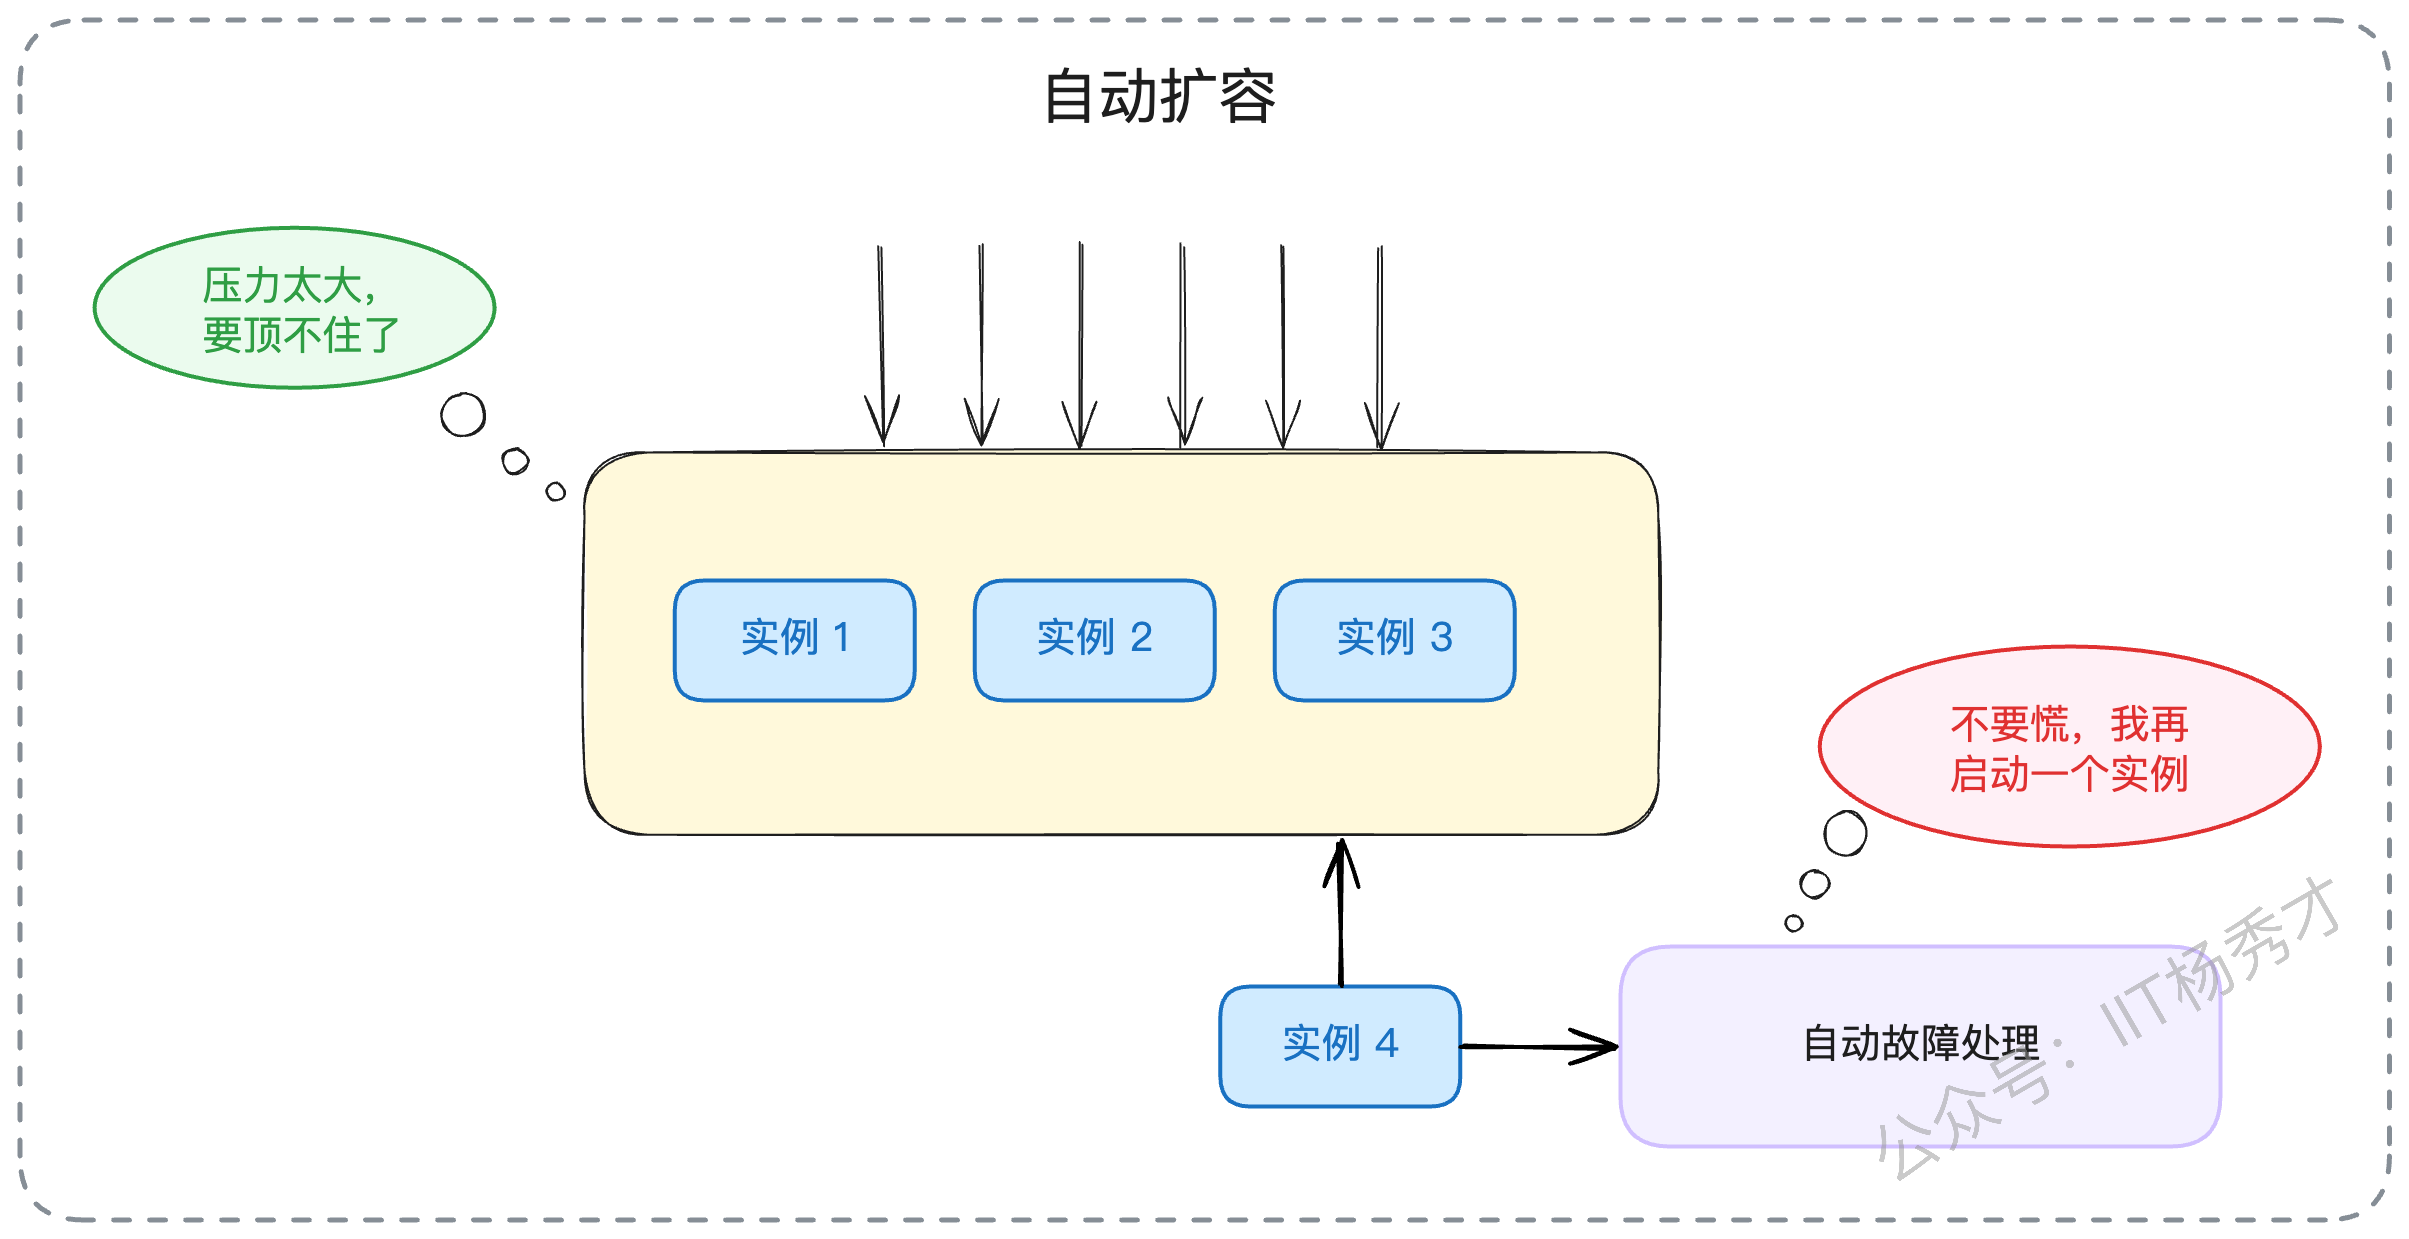 自动扩容
压力太大，
要顶不住了
实例 1
实例 2
实例 3
不要慌，我再
启动一个实例
实例 4
自动故障处理
公众号：IIT杨秀才